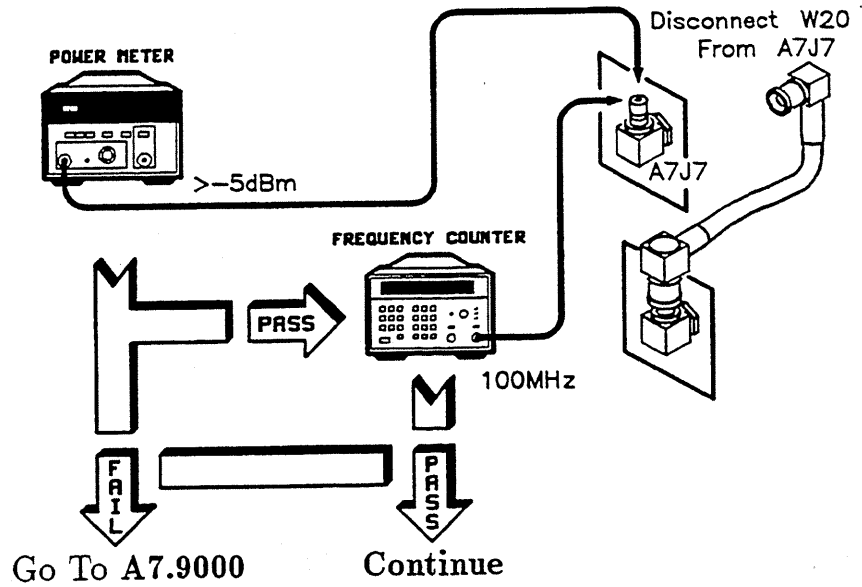 Disconnect W20
From A7J7
POWER METER
A7J7
>-5dBm
FREQUENCY COUNTER
PASS
100MHz
FAIL
PASS
Go To A7.9000
Continue